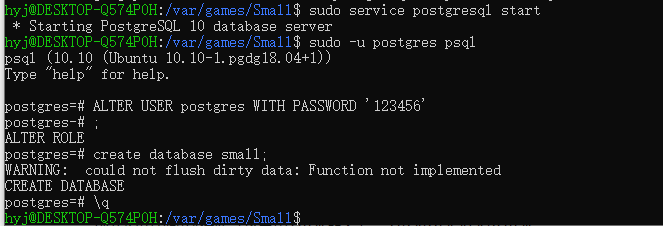 hyj@DESKTOP-Q574P0H:/var/games/Small$ sudo service postgresql start
 * Starting PostgreSQL 10 database server
hyj@DESKTOP-Q574P0H:/var/games/Small$ sudo -u postgres psql
psql (10.10 (Ubuntu 10.10-1.pgdg18.04+1))
Type "help" for help.

postgres=# ALTER USER postgres WITH PASSWORD '123456'
postgres-# ;
ALTER ROLE
postgres=# create database small;
WARNING:  could not flush dirty data: Function not implemented
CREATE DATABASE
postgres=# \q
hyj@DESKTOP-Q574P0H:/var/games/Small$